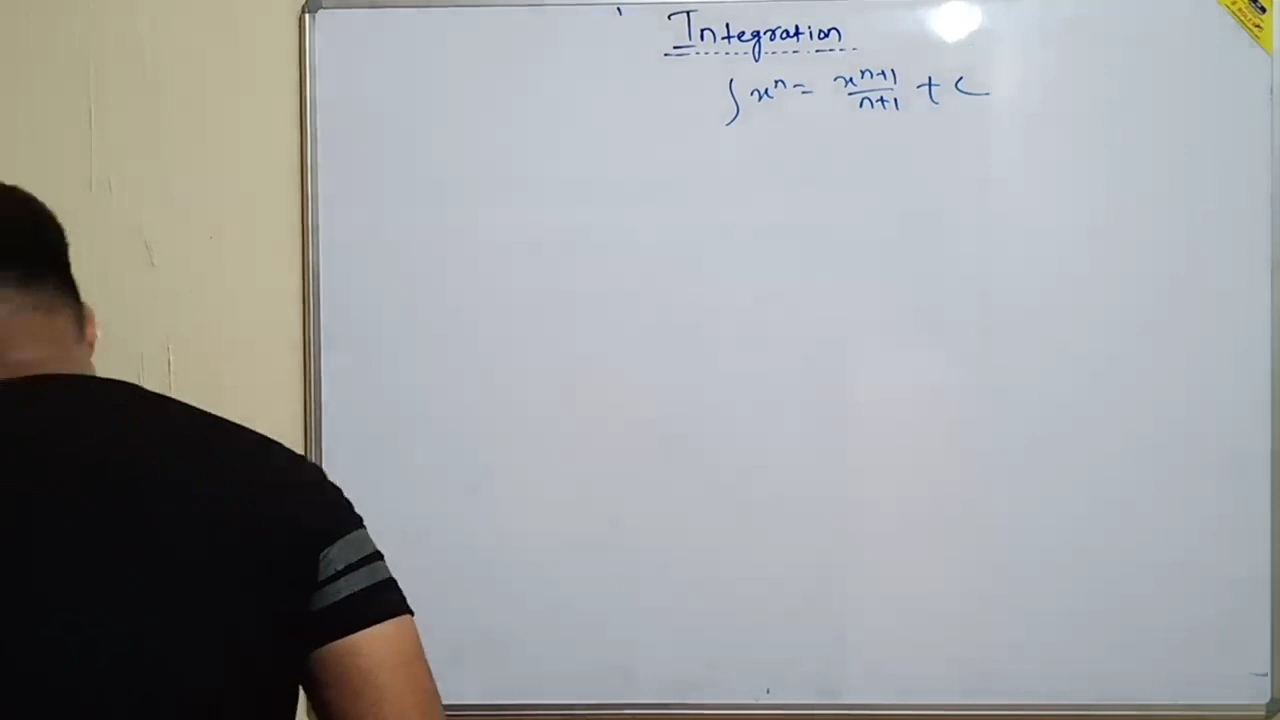 Integration
∫ xⁿ = xⁿ⁺¹/n+1 + C